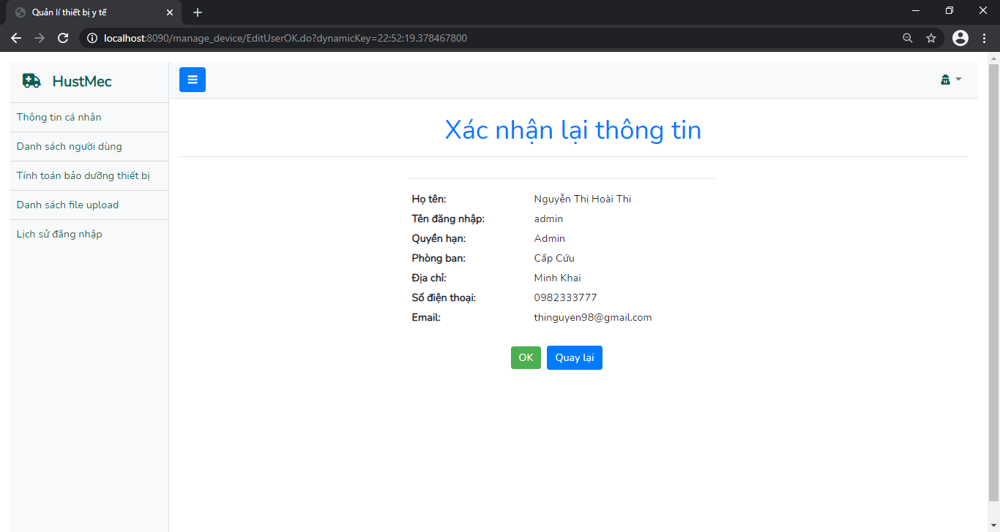 Quản lí thiết bị y tế
localhost:8090/manage_device/EditUserOK.do?dynamicKey=22:52:19.378467800
HustMec
Thông tin cá nhân
Danh sách người dùng
Tính toán bảo dưỡng thiết bị
Danh sách file upload
Lịch sử đăng nhập
Xác nhận lại thông tin
Họ tên: Nguyễn Thị Hoài Thi
Tên đăng nhập: admin
Quyền hạn: Admin
Phòng ban: Cấp Cứu
Địa chỉ: Minh Khai
Số điện thoại: 0982333777
Email: thinguyen98@gmail.com
OK Quay lại